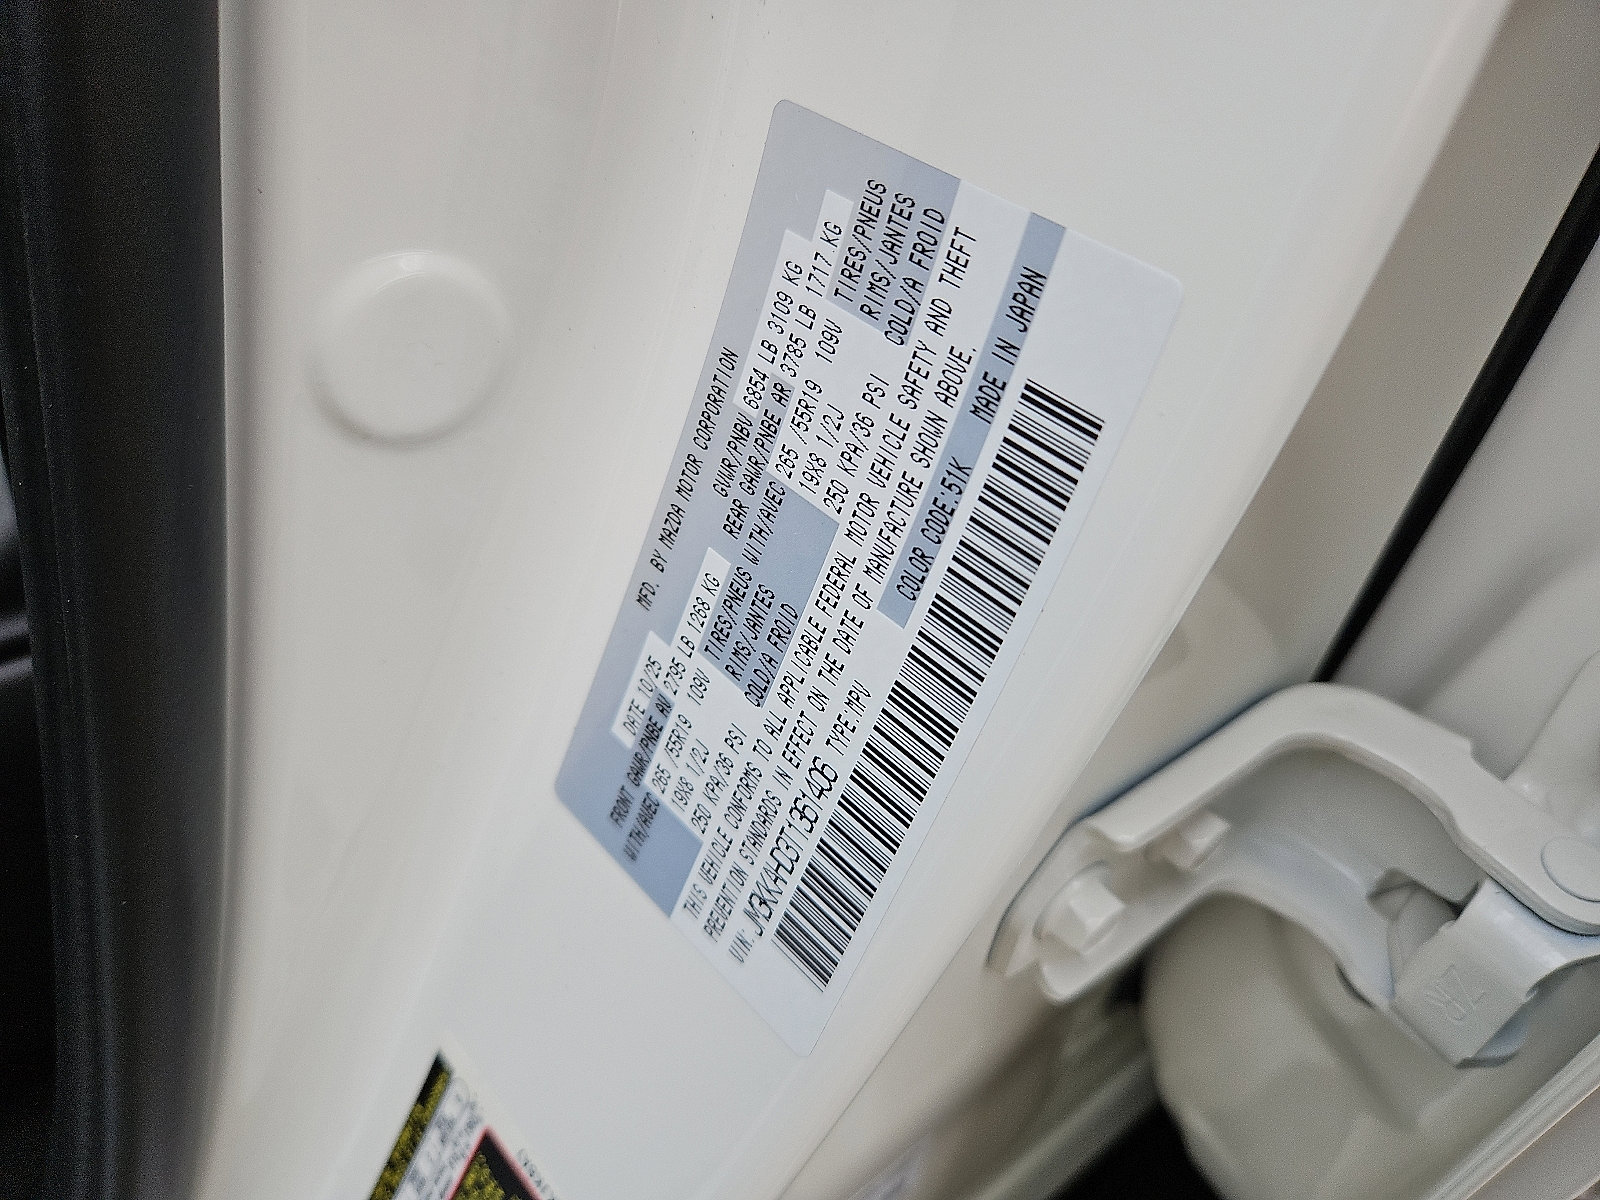 MFD. BY MAZDA MOTOR CORPORATION
DATE 10/25 GVWR/PNBV 6854 LB 3109 KG
FRONT GAWR/PNBE AV 2795 LB 1268 KG REAR GAWR/PNBE AR 3785 LB 1717 KG
WITH/AVEC 265 /55R19 109V TIRES/PNEUS WITH/AVEC 265 /55R19 109V TIRES/PNEUS
19X8 1/2J RIMS/JANTES 19X8 1/2J RIMS/JANTES
250 KPA/36 PSI COLD/A FROID 250 KPA/36 PSI COLD/A FROID
THIS VEHICLE CONFORMS TO ALL APPLICABLE FEDERAL MOTOR VEHICLE SAFETY AND THEFT
PREVENTION STANDARDS IN EFFECT ON THE DATE OF MANUFACTURE SHOWN ABOVE.
VIN: JM3KKAHD3T1361406 TYPE:MPV COLOR CODE:51K MADE IN JAPAN